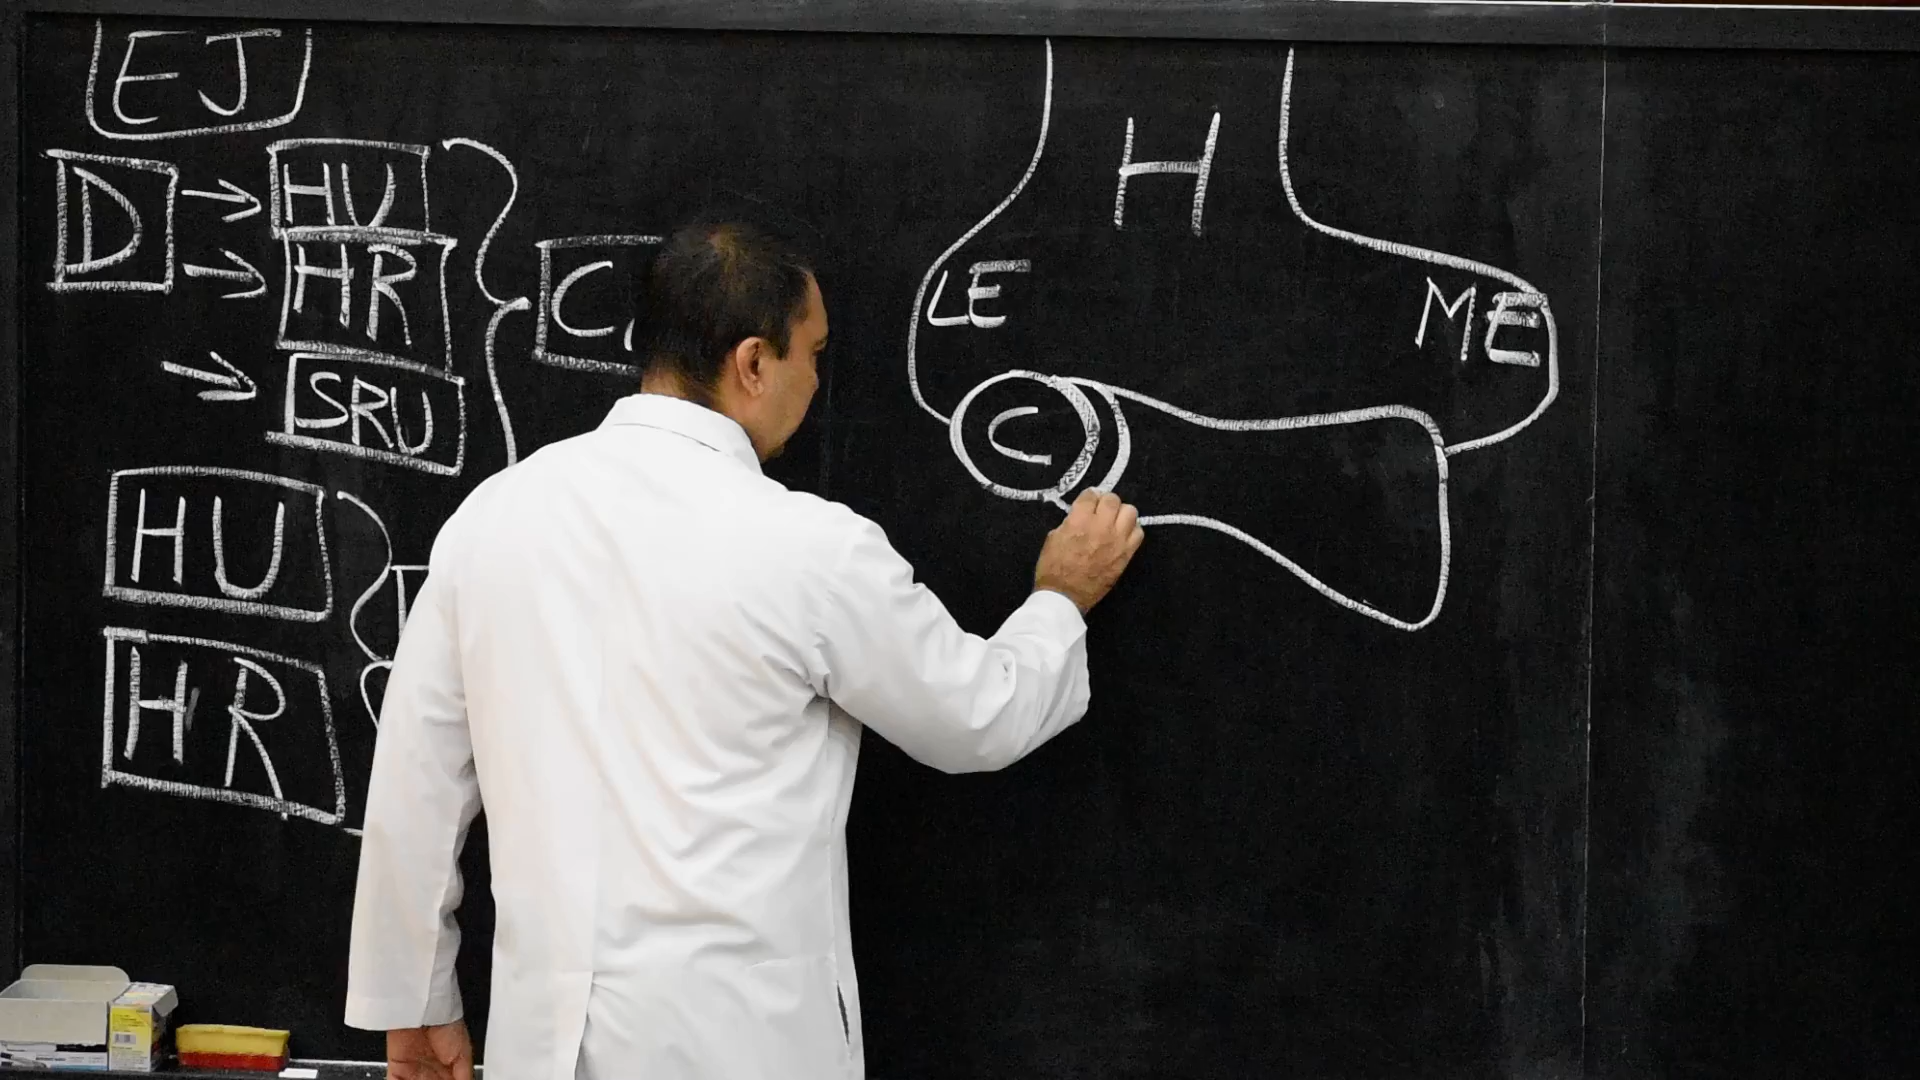 EJ
D → HU
→ HR
→ SRU
C
HU
HR
H
LE
ME
C